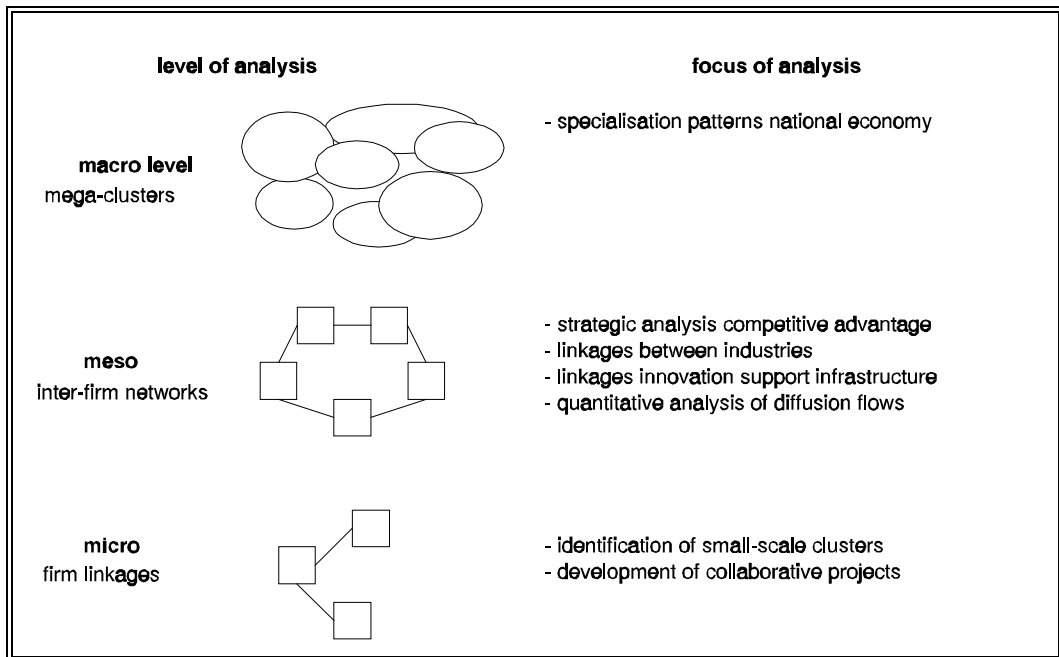 level of analysis
focus of analysis
macro level
mega-clusters
- specialisation patterns national economy
meso
inter-firm networks
- strategic analysis competitive advantage
- linkages between industries
- linkages innovation support infrastructure
- quantitative analysis of diffusion flows
micro
firm linkages
- identification of small-scale clusters
- development of collaborative projects